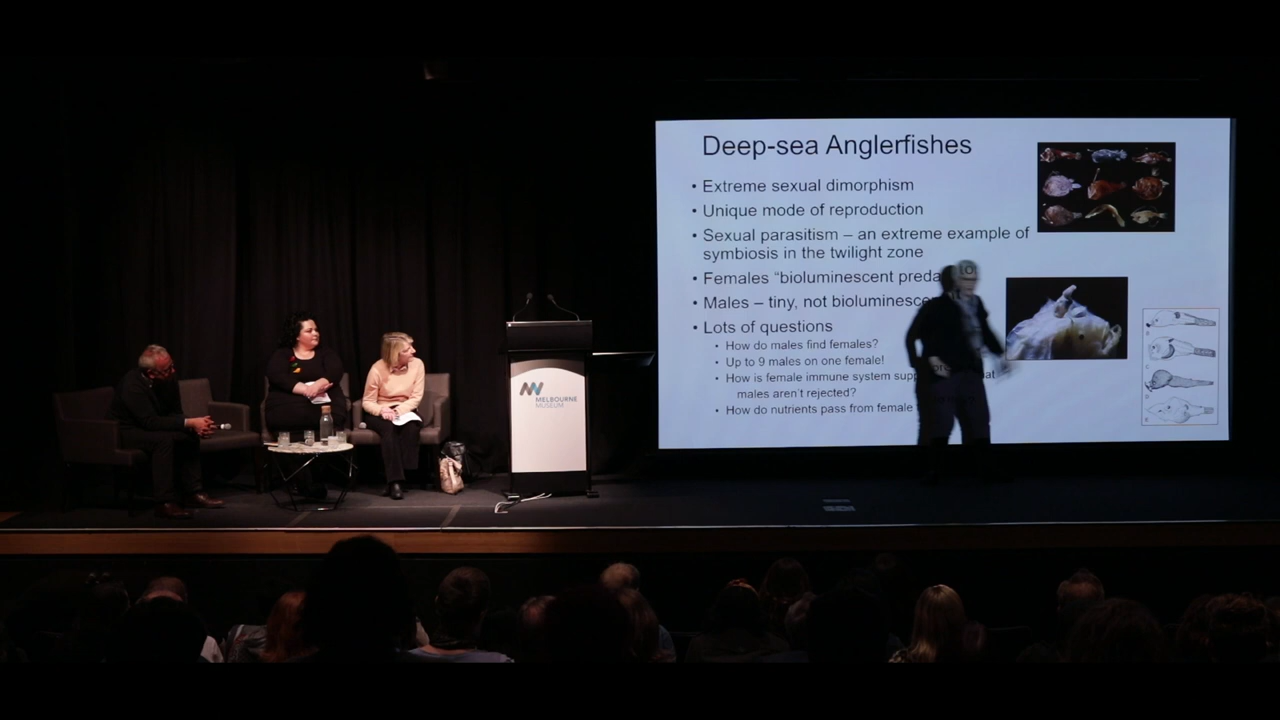 Deep-sea Anglerfishes
• Extreme sexual dimorphism
• Unique mode of reproduction
• Sexual parasitism – an extreme example of
symbiosis in the twilight zone
• Females “bioluminescent preda
• Males – tiny, not bioluminesce
• Lots of questions
• How do males find females?
• Up to 9 males on one female!
• How is female immune system sup
males aren’t rejected?
• How do nutrients pass from female
MELBOURNE
MUSEUM